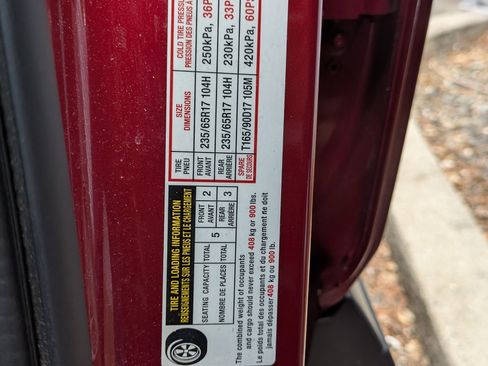 TIRE AND LOADING INFORMATION
RENSEIGNEMENTS SUR LES PNEUS ET LE CHARGEMENT
SEATING CAPACITY TOTAL 5 FRONT AVANT 2
NOMBRE DE PLACES TOTAL REAR ARRIÈRE 3
The combined weight of occupants
and cargo should never exceed 408 kg or 900 lbs.
Le poids total des occupants et du chargement ne doit
jamais dépasser 408 kg ou 900 lb.
TIRE PNEU SIZE DIMENSIONS COLD TIRE PRESSU
PRESSION DES PNEUS À
FRONT AVANT 235/65R17 104H 250kPa, 36P
REAR ARRIÈRE 235/65R17 104H 230kPa, 33P
SPARE DE SECOURS T165/90D17 105M 420kPa, 60PS